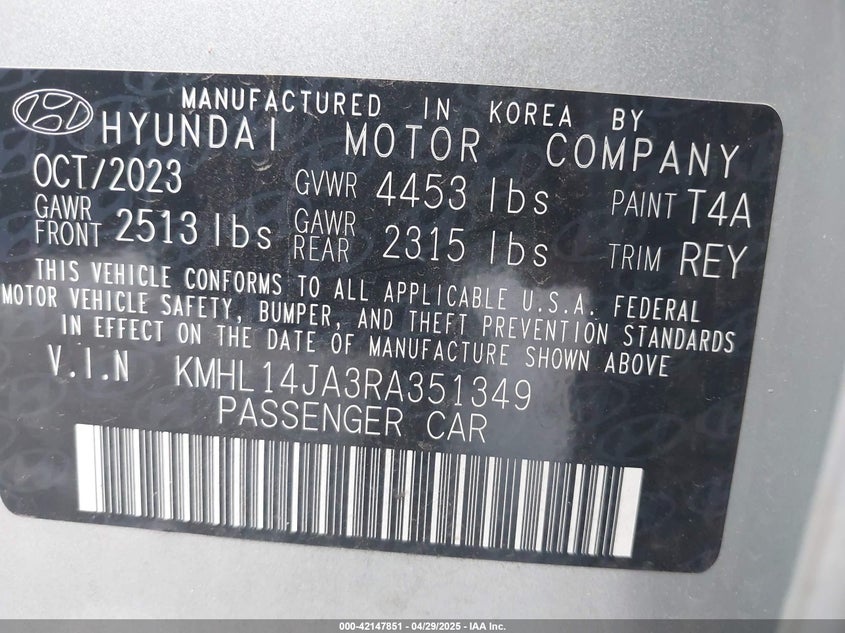 MANUFACTURED IN KOREA BY
HYUNDAI MOTOR COMPANY
OCT/2023 GVWR 4453 lbs PAINT T4A
GAWR FRONT 2513 lbs GAWR REAR 2315 lbs TRIM REY
THIS VEHICLE CONFORMS TO ALL APPLICABLE U.S.A. FEDERAL
MOTOR VEHICLE SAFETY, BUMPER, AND THEFT PREVENTION STANDARDS
IN EFFECT ON THE DATE OF MANUFACTURE SHOWN ABOVE
V.I.N KMHL14JA3RA351349
PASSENGER CAR
000-42147851 - 04/29/2025 - IAA Inc.